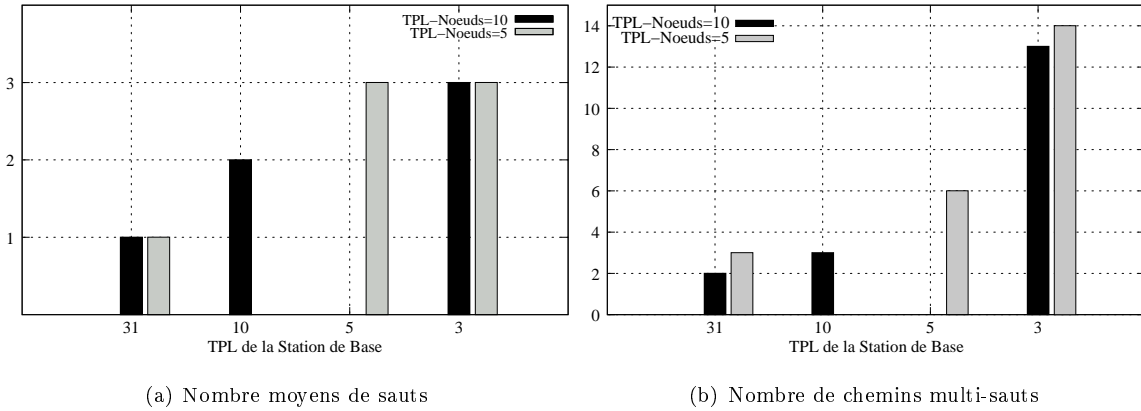 TPL−Noeuds=10
TPL−Noeuds=5
3
2
1
31 10 5 3
TPL de la Station de Base
(a) Nombre moyens de sauts
TPL−Noeuds=10
TPL−Noeuds=5
14
12
10
8
6
4
2
0
31 10 5 3
TPL de la Station de Base
(b) Nombre de chemins multi-sauts